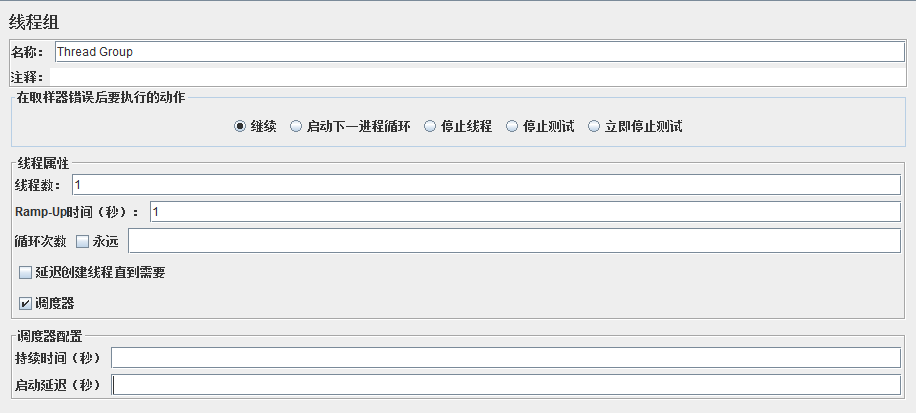 线程组
名称： Thread Group
注释：
在取样器错误后要执行的动作
继续 启动下一进程循环 停止线程 停止测试 立即停止测试
线程属性
线程数： 1
Ramp-Up时间（秒）： 1
循环次数 永远
延迟创建线程直到需要
调度器
调度器配置
持续时间（秒）
启动延迟（秒）